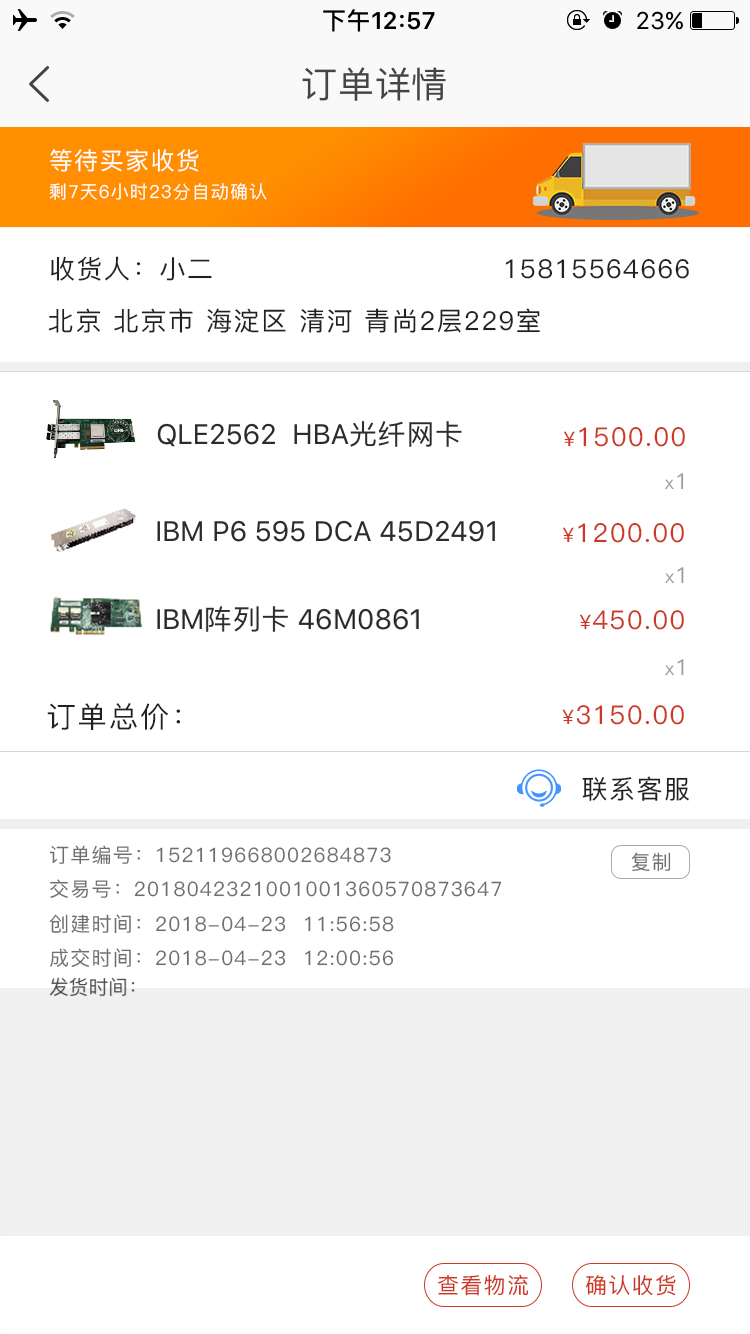 下午12:57
23%
订单详情
等待买家收货
剩7天6小时23分自动确认
收货人：小二 15815564666
北京 北京市 海淀区 清河 青尚2层229室
QLE2562 HBA光纤网卡 ¥1500.00
x1
IBM P6 595 DCA 45D2491 ¥1200.00
x1
IBM阵列卡 46M0861 ¥450.00
x1
订单总价： ¥3150.00
联系客服
订单编号：152119668002684873 复制
交易号：2018042321001001360570873647
创建时间：2018-04-23 11:56:58
成交时间：2018-04-23 12:00:56
发货时间：
查看物流 确认收货